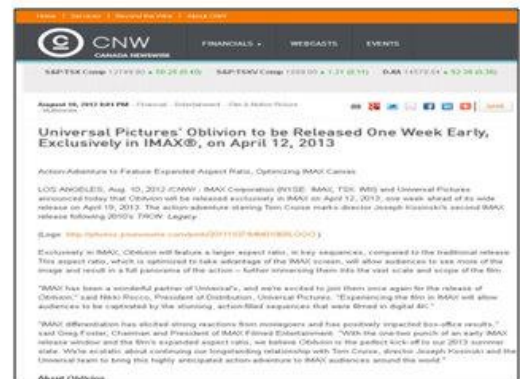 Home | Services | Beyond the Wire | About CNW
CNW
CANADA NEWSWIRE
FINANCIALS
WEBCASTS
EVENTS
S&P/TSX Comp
S&P/TSXV Comp
DJIA
August 10, 2012
Financial - Entertainment - Film & Motion Picture
Universal Pictures' Oblivion to be Released One Week Early,
Exclusively in IMAX®, on April 12, 2013
Action-Adventure to Feature Expanded Aspect Ratio, Optimizing IMAX Canvas
LOS ANGELES, Aug. 10, 2012 /CNW/ - IMAX Corporation (NYSE: IMAX; TSX: IMX) and Universal Pictures
announced today that Oblivion will be released exclusively in IMAX on April 12, 2013, one week ahead of its wide
release on April 19, 2013. The action-adventure starring Tom Cruise marks director Joseph Kosinski's second IMAX
release following 2010's TRON: Legacy.
(Logo:
Exclusively in IMAX, Oblivion will feature a larger aspect ratio, in key sequences, compared to the traditional release.
This aspect ratio, which is optimized to take advantage of the IMAX screen, will allow audiences to see more of the
image and result in a full panorama of the action - further immersing them into the vast scale and scope of the film.
"IMAX has been a wonderful partner of Universal's, and we're excited to join them once again for the release of
Oblivion," said Nikki Rocco, President of Distribution, Universal Pictures. "Experiencing the film in IMAX will allow
audiences to be captivated by the stunning, action-filled sequences that were filmed in digital 4K."
"IMAX differentiation has elicited strong reactions from moviegoers and has positively impacted box-office results,"
said Greg Foster, Chairman and President of IMAX Filmed Entertainment. "With the one-two punch of an early IMAX
release window and the film's expanded aspect ratio, we believe Oblivion is the perfect kick-off to our 2013 summer
slate. We're ecstatic about continuing our longstanding relationship with Tom Cruise, director Joseph Kosinski and the
Universal team to bring this highly anticipated action-adventure to IMAX audiences around the world."
About Oblivion